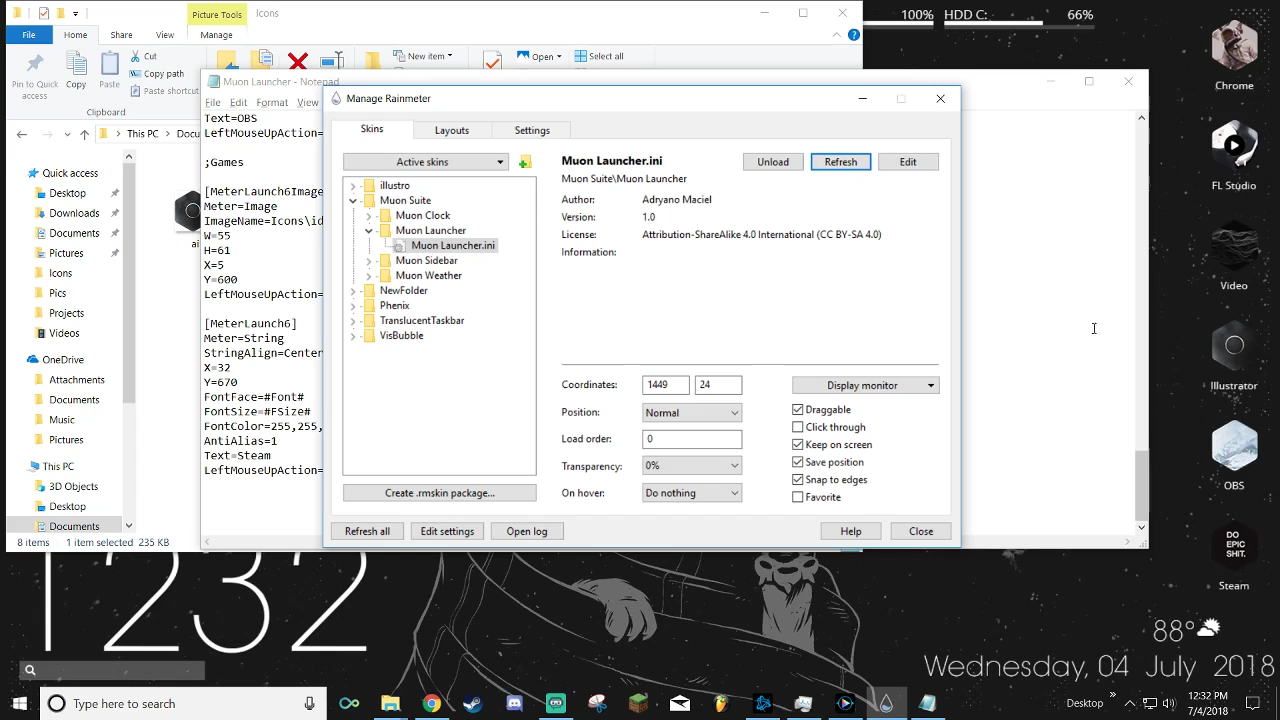 Picture Tools
Icons
File
Home
Share
View
Manage
Pin to Quick access
Copy
Paste
Cut
Copy path
Paste shortcut
New item
Open
Select all
Clipboard
This PC
Quick access
Desktop
Downloads
Documents
Pictures
Icons
Pics
Projects
Videos
OneDrive
Attachments
Documents
Music
Pictures
This PC
3D Objects
Desktop
Documents
8 items
1 item selected 235 KB
Muon Launcher - Notepad
File Edit Format View
Text=OBS
LeftMouseUpAction=
;Games
[MeterLaunch6Image
Meter=Image
ImageName=Icons\id
W=55
H=61
X=5
Y=600
LeftMouseUpAction=
[MeterLaunch6]
Meter=String
StringAlign=Center
X=32
Y=670
FontFace=#Font#
FontSize=#FSize#
FontColor=255,255,
AntiAlias=1
Text=Steam
LeftMouseUpAction=
Manage Rainmeter
Skins
Layouts
Settings
Active skins
illustro
Muon Suite
Muon Clock
Muon Launcher
Muon Launcher.ini
Muon Sidebar
Muon Weather
NewFolder
Phenix
TranslucentTaskbar
VisBubble
Create .rmskin package...
Muon Launcher.ini
Unload
Refresh
Edit
Muon Suite\Muon Launcher
Author: Adryano Maciel
Version: 1.0
License: Attribution-ShareAlike 4.0 International (CC BY-SA 4.0)
Information:
Coordinates: 1449 24
Position: Normal
Load order: 0
Transparency: 0%
On hover: Do nothing
Display monitor
Draggable
Click through
Keep on screen
Save position
Snap to edges
Favorite
Refresh all
Edit settings
Open log
Help
Close
100% HDD C: 66%
Chrome
FL Studio
Video
Illustrator
OBS
DO
EPIC
SHIT.
Steam
1232
88°
Wednesday, 04 July 2018
Type here to search
Desktop
12:32 PM
7/4/2018